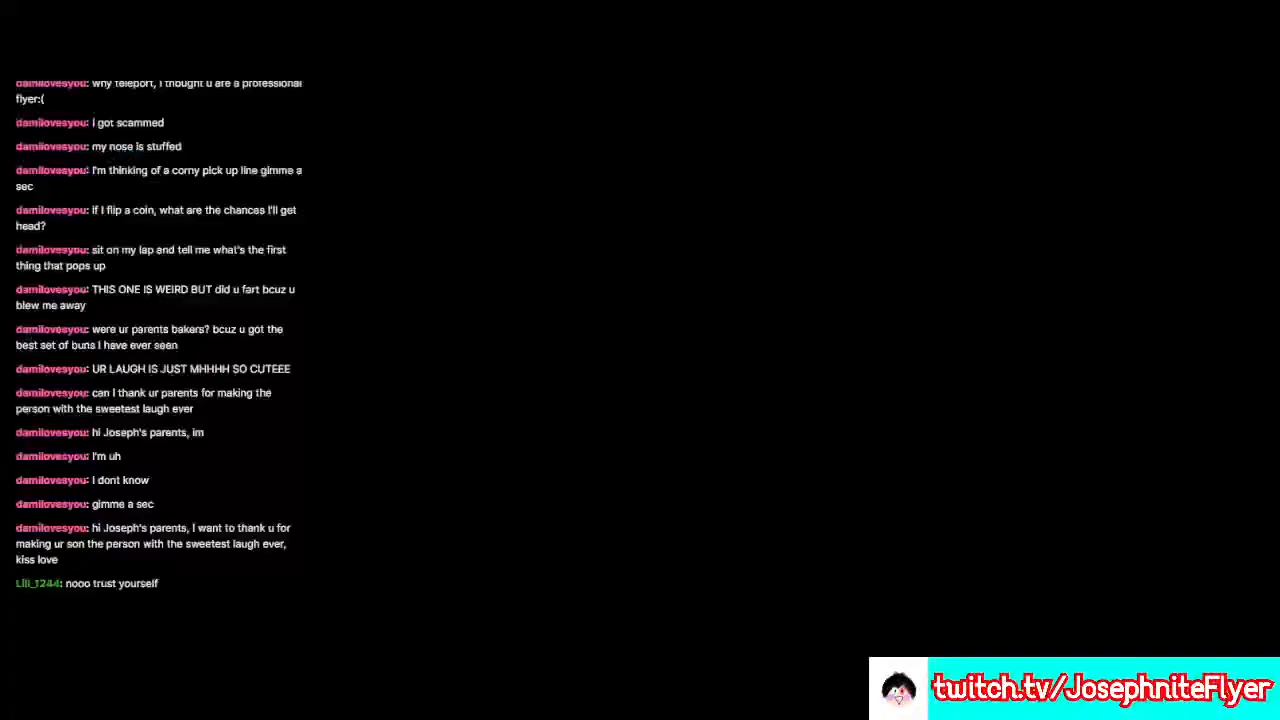 damilovesyou: why teleport, I thought u are a professional
flyer:(
damilovesyou: I got scammed
damilovesyou: my nose is stuffed
damilovesyou: I'm thinking of a corny pick up line gimme a
sec
damilovesyou: if I flip a coin, what are the chances I'll get
head?
damilovesyou: sit on my lap and tell me what's the first
thing that pops up
damilovesyou: THIS ONE IS WEIRD BUT did u fart bcuz u
blew me away
damilovesyou: were ur parents bakers? bcuz u got the
best set of buns I have ever seen
damilovesyou: UR LAUGH IS JUST MHHHH SO CUTEEE
damilovesyou: can I thank ur parents for making the
person with the sweetest laugh ever
damilovesyou: hi Joseph's parents, im
damilovesyou: I'm uh
damilovesyou: I dont know
damilovesyou: gimme a sec
damilovesyou: hi Joseph's parents, I want to thank u for
making ur son the person with the sweetest laugh ever,
kiss love
Lili_1244: nooo trust yourself
twitch.tv/JosephniteFlyer